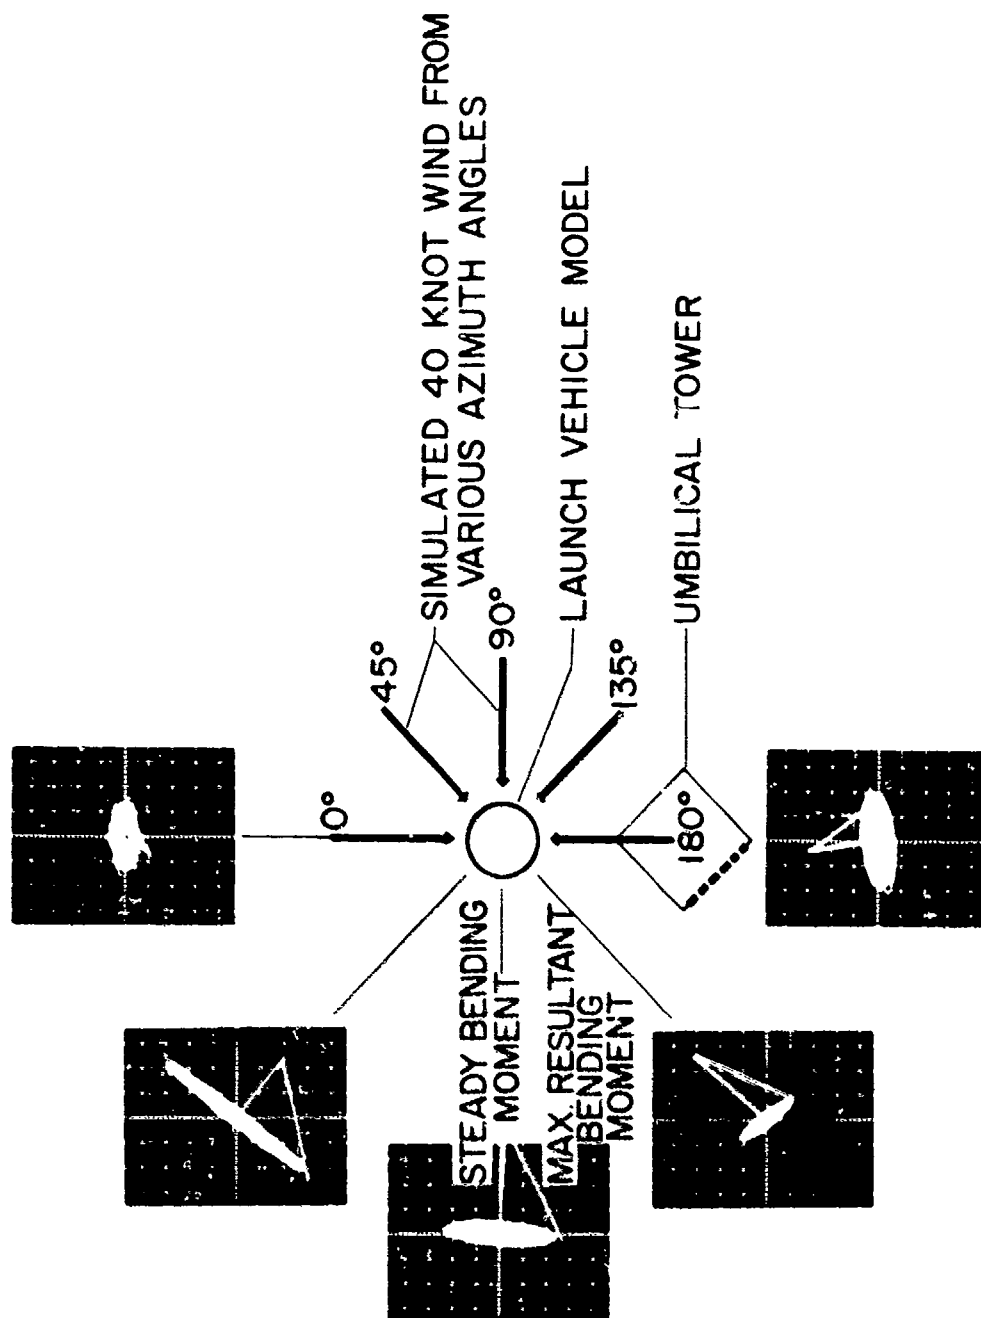 0°
45°
SIMULATED 40 KNOT WIND FROM
VARIOUS AZIMUTH ANGLES
90°
STEADY BENDING
MOMENT
LAUNCH VEHICLE MODEL
MAX. RESULTANT
BENDING
MOMENT
135°
180°
UMBILICAL TOWER